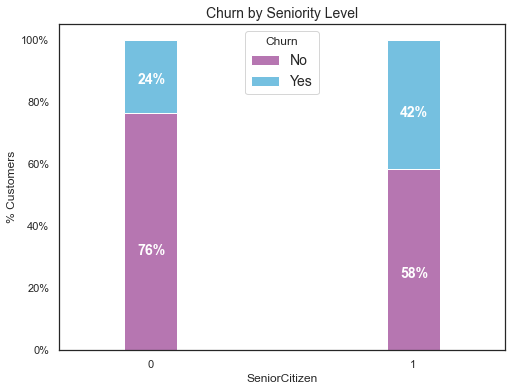 Churn by Seniority Level
Churn
No
Yes
100%
80%
60%
40%
20%
0%
% Customers
24%
76%
42%
58%
0
1
SeniorCitizen